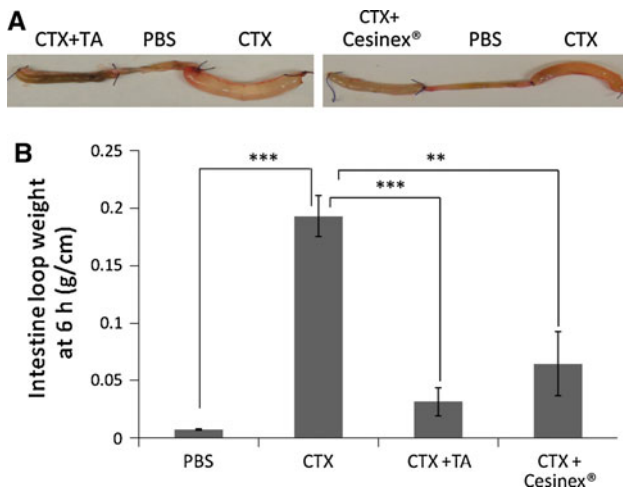 A
CTX+TA PBS CTX
CTX+
Cesinex® PBS CTX
B
Intestine loop weight
at 6 h (g/cm)
0.25
0.2
0.15
0.1
0.05
0
***
***
**
PBS CTX CTX +TA CTX +
Cesinex®